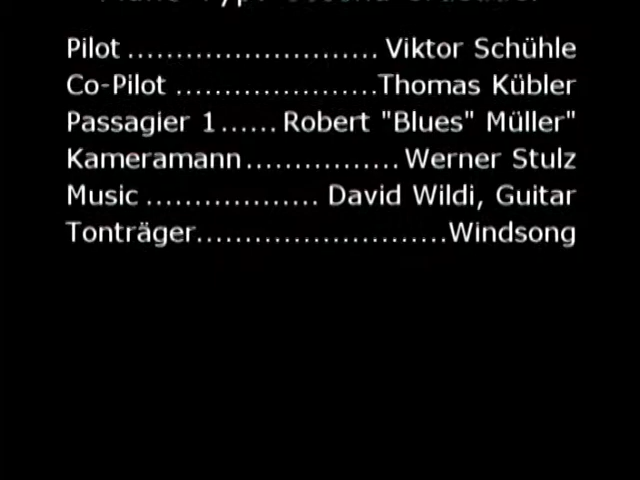 Pilot .......................... Viktor Schühle
Co-Pilot .....................Thomas Kübler
Passagier 1...... Robert "Blues" Müller"
Kameramann................ Werner Stulz
Music .................. David Wildi, Guitar
Tonträger..........................Windsong